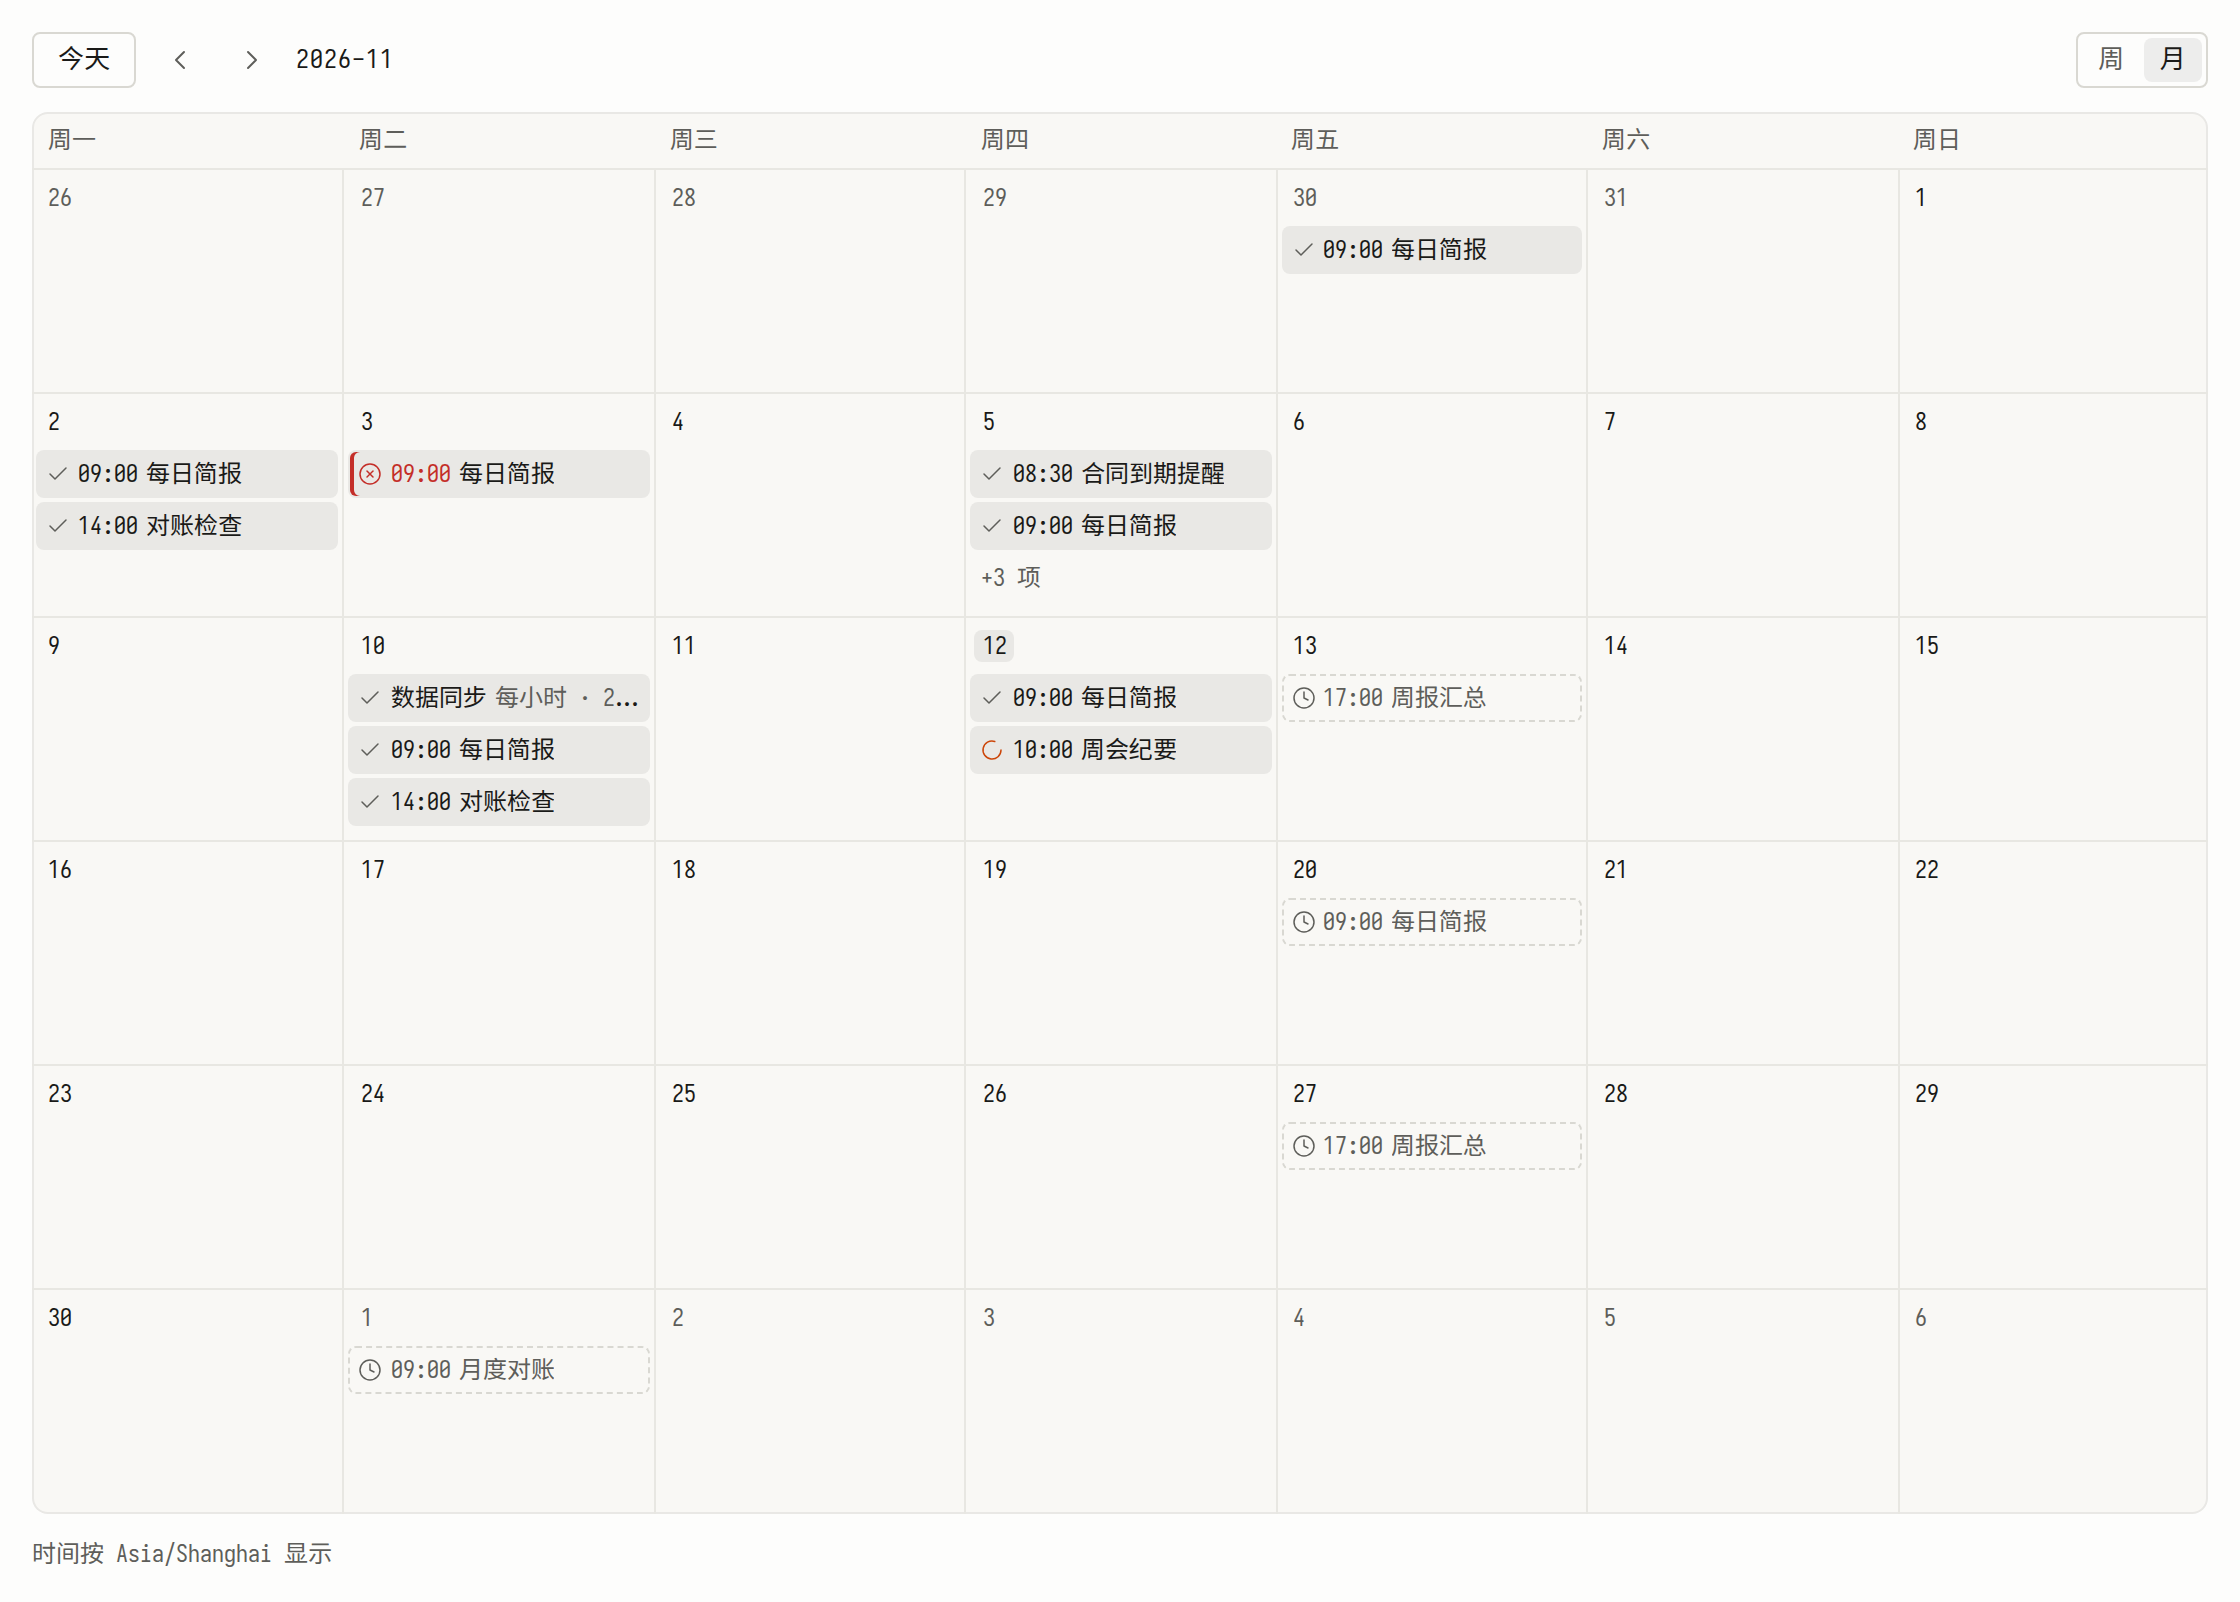 今天 2026-11 周 月
周一 周二 周三 周四 周五 周六 周日
26 27 28 29 30 31 1
09:00 每日简报
2 3 4 5 6 7 8
09:00 每日简报 09:00 每日简报 08:30 合同到期提醒
14:00 对账检查 09:00 每日简报
+3 项
9 10 11 12 13 14 15
数据同步 每小时 · 2... 09:00 每日简报 17:00 周报汇总
09:00 每日简报 10:00 周会纪要
14:00 对账检查
16 17 18 19 20 21 22
09:00 每日简报
23 24 25 26 27 28 29
17:00 周报汇总
30 1 2 3 4 5 6
09:00 月度对账
时间按 Asia/Shanghai 显示